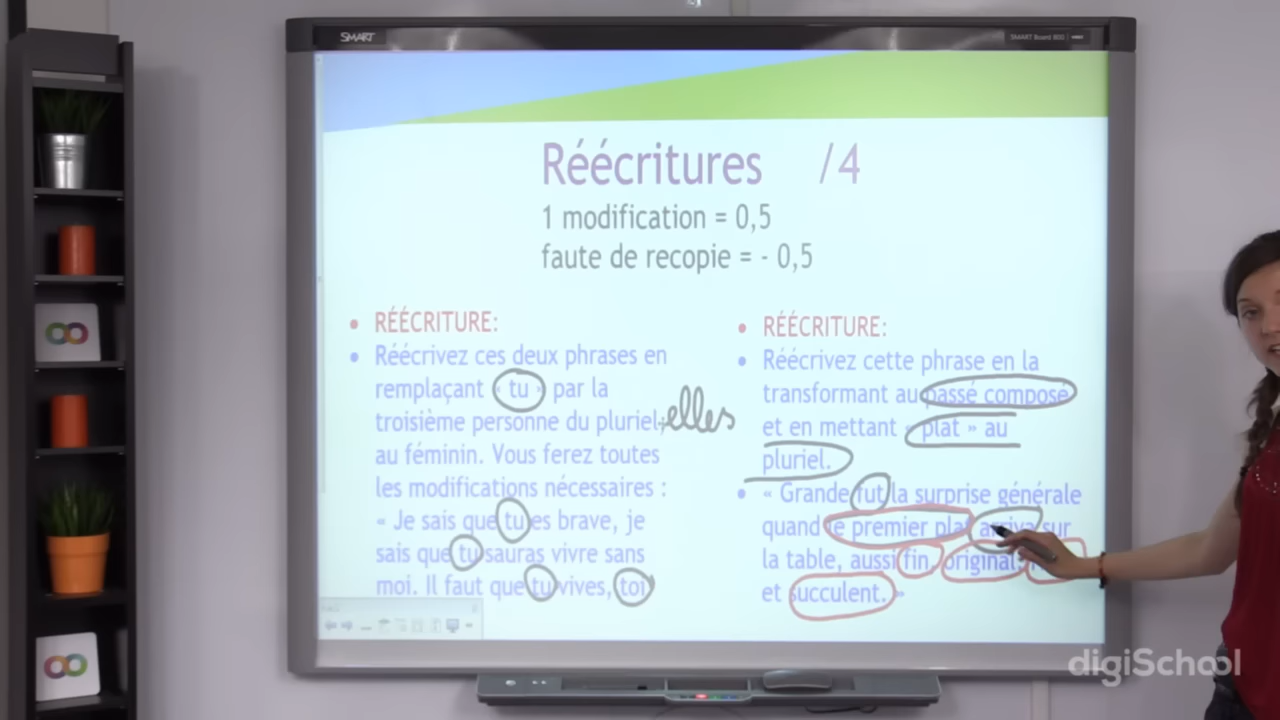 SMART
SMART Board 800
Réécritures /4
1 modification = 0,5
faute de recopie = - 0,5
• RÉÉCRITURE:
• Réécrivez ces deux phrases en
remplaçant « tu » par la
troisième personne du pluriel
elles
au féminin. Vous ferez toutes
les modifications nécessaires :
« Je sais que tu es brave, je
sais que tu sauras vivre sans
moi. Il faut que tu vives, toi
• RÉÉCRITURE:
• Réécrivez cette phrase en la
transformant au passé composé
et en mettant « plat » au
pluriel.
• « Grande fut la surprise générale
quand le premier plat arriva sur
la table, aussi fin, original,
et succulent. »
digiSchool